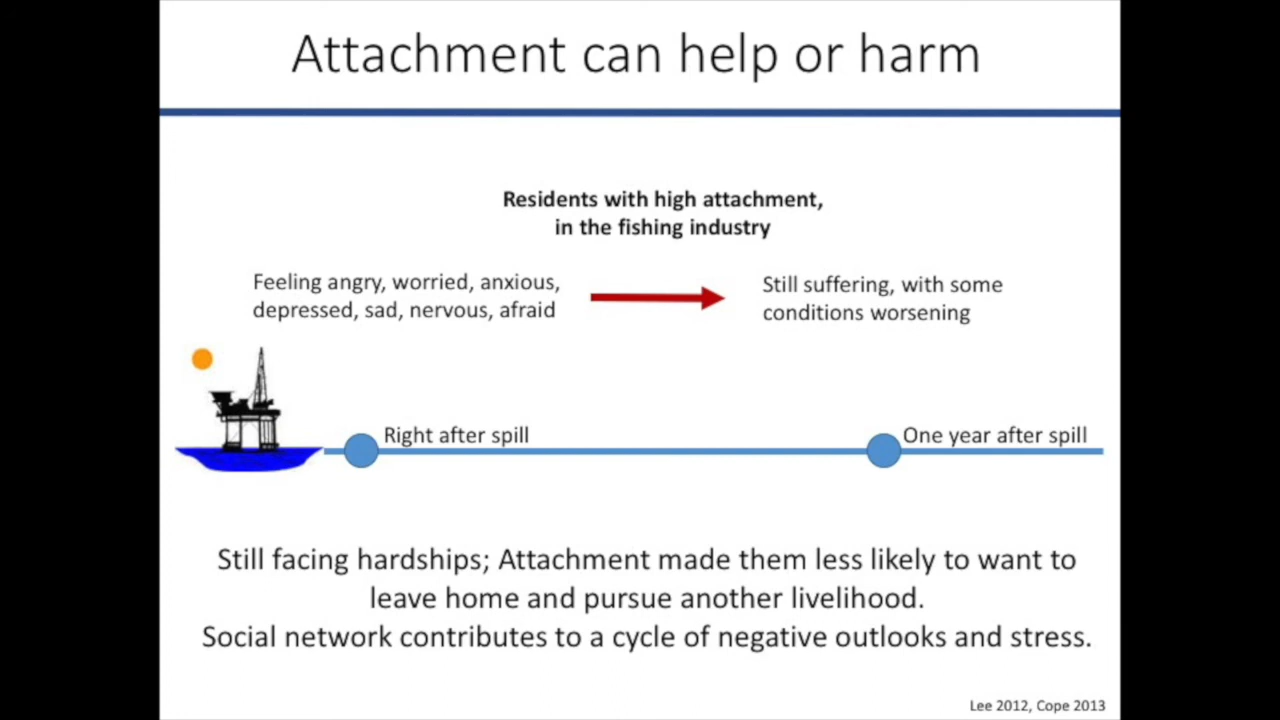 Attachment can help or harm
Residents with high attachment,
in the fishing industry
Feeling angry, worried, anxious,
depressed, sad, nervous, afraid
Still suffering, with some
conditions worsening
Right after spill
One year after spill
Still facing hardships; Attachment made them less likely to want to
leave home and pursue another livelihood.
Social network contributes to a cycle of negative outlooks and stress.
Lee 2012, Cope 2013